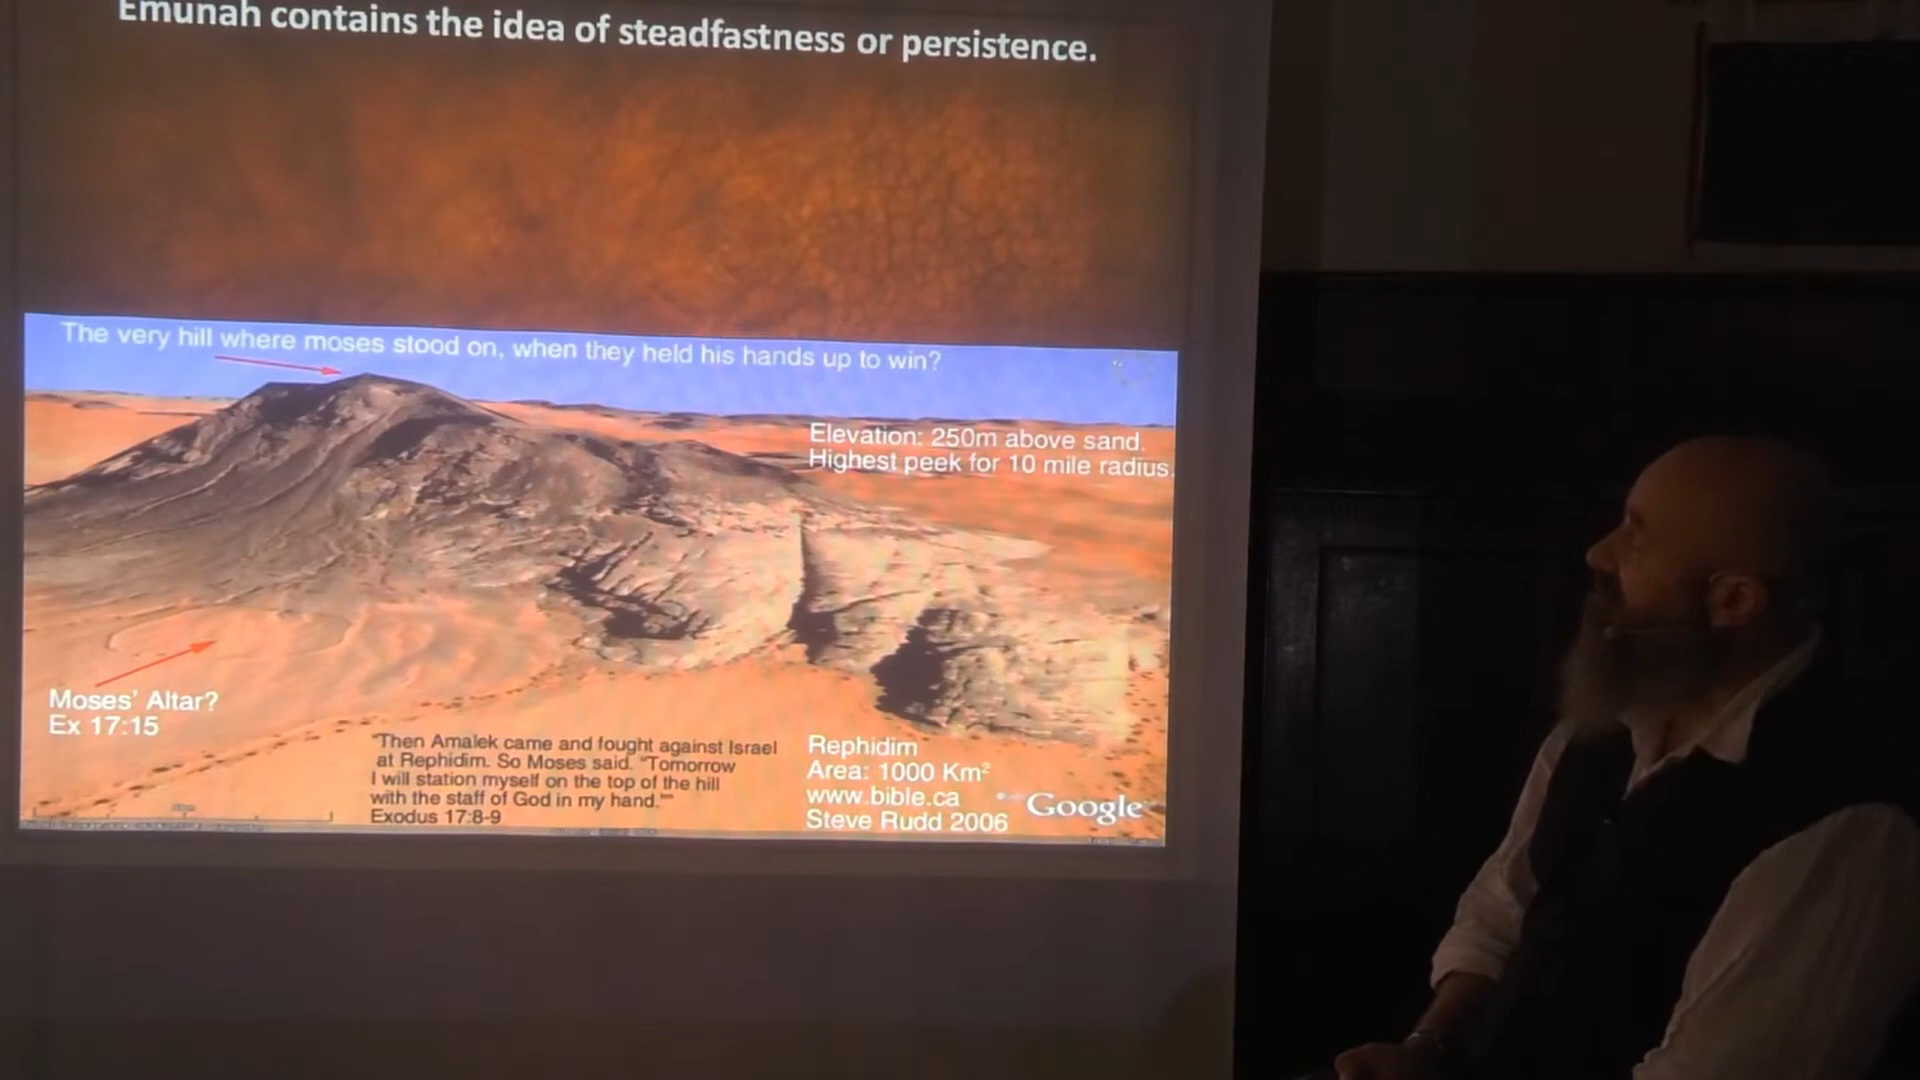 Emunah contains the idea of steadfastness or persistence.
The very hill where moses stood on, when they held his hands up to win?
Elevation: 250m above sand.
Highest peek for 10 mile radius.
Moses' Altar?
Ex 17:15
"Then Amalek came and fought against Israel
at Rephidim. So Moses said. "Tomorrow
I will station myself on the top of the hill
with the staff of God in my hand.""
Exodus 17:8-9
Rephidim
Area: 1000 Km²
www.bible.ca
Steve Rudd 2006
Google